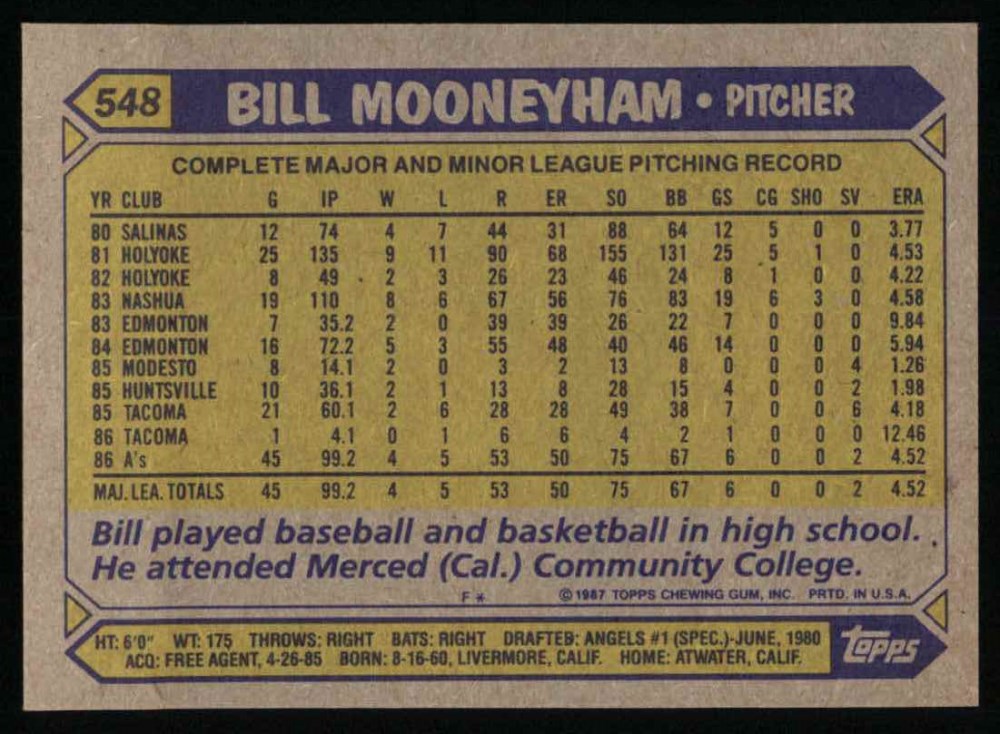 548 BILL MOONEYHAM • PITCHER
COMPLETE MAJOR AND MINOR LEAGUE PITCHING RECORD
YR CLUB G IP W L R ER SO BB GS CG SHO SV ERA
80 SALINAS 12 74 4 7 44 31 88 64 12 5 0 0 3.77
81 HOLYOKE 25 135 9 11 90 68 155 131 25 5 1 0 4.53
82 HOLYOKE 8 49 2 3 26 23 46 24 8 1 0 0 4.22
83 NASHUA 19 110 8 6 67 56 76 83 19 6 3 0 4.58
83 EDMONTON 7 35.2 2 0 39 39 26 22 7 0 0 0 9.84
84 EDMONTON 16 72.2 5 3 55 48 40 46 14 0 0 0 5.94
85 MODESTO 8 14.1 2 0 3 2 13 8 0 0 0 4 1.26
85 HUNTSVILLE 10 36.1 2 1 13 8 28 15 4 0 0 2 1.98
85 TACOMA 21 60.1 2 6 28 28 49 38 7 0 0 6 4.18
86 TACOMA 1 4.1 0 1 6 6 4 2 1 0 0 0 12.46
86 A's 45 99.2 4 5 53 50 75 67 6 0 0 2 4.52
MAJ. LEA. TOTALS 45 99.2 4 5 53 50 75 67 6 0 0 2 4.52
Bill played baseball and basketball in high school.
He attended Merced (Cal.) Community College.
F * © 1987 TOPPS CHEWING GUM, INC. PRTD. IN U.S.A.
HT: 6'0" WT: 175 THROWS: RIGHT BATS: RIGHT DRAFTED: ANGELS #1 (SPEC.)-JUNE, 1980
ACQ: FREE AGENT, 4-26-85 BORN: 8-16-60, LIVERMORE, CALIF. HOME: ATWATER, CALIF.
topps